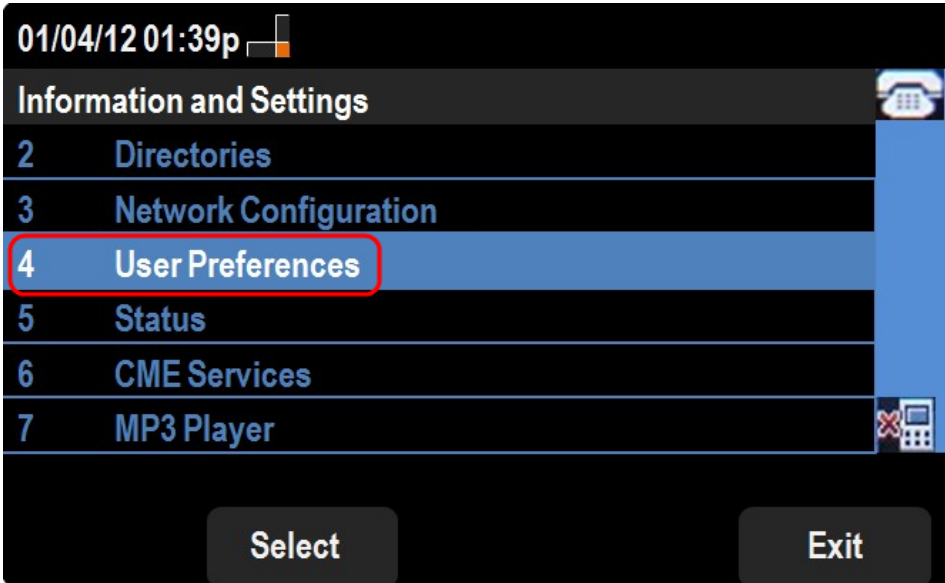 01/04/12 01:39p
Information and Settings
2 Directories
3 Network Configuration
4 User Preferences
5 Status
6 CME Services
7 MP3 Player
Select Exit